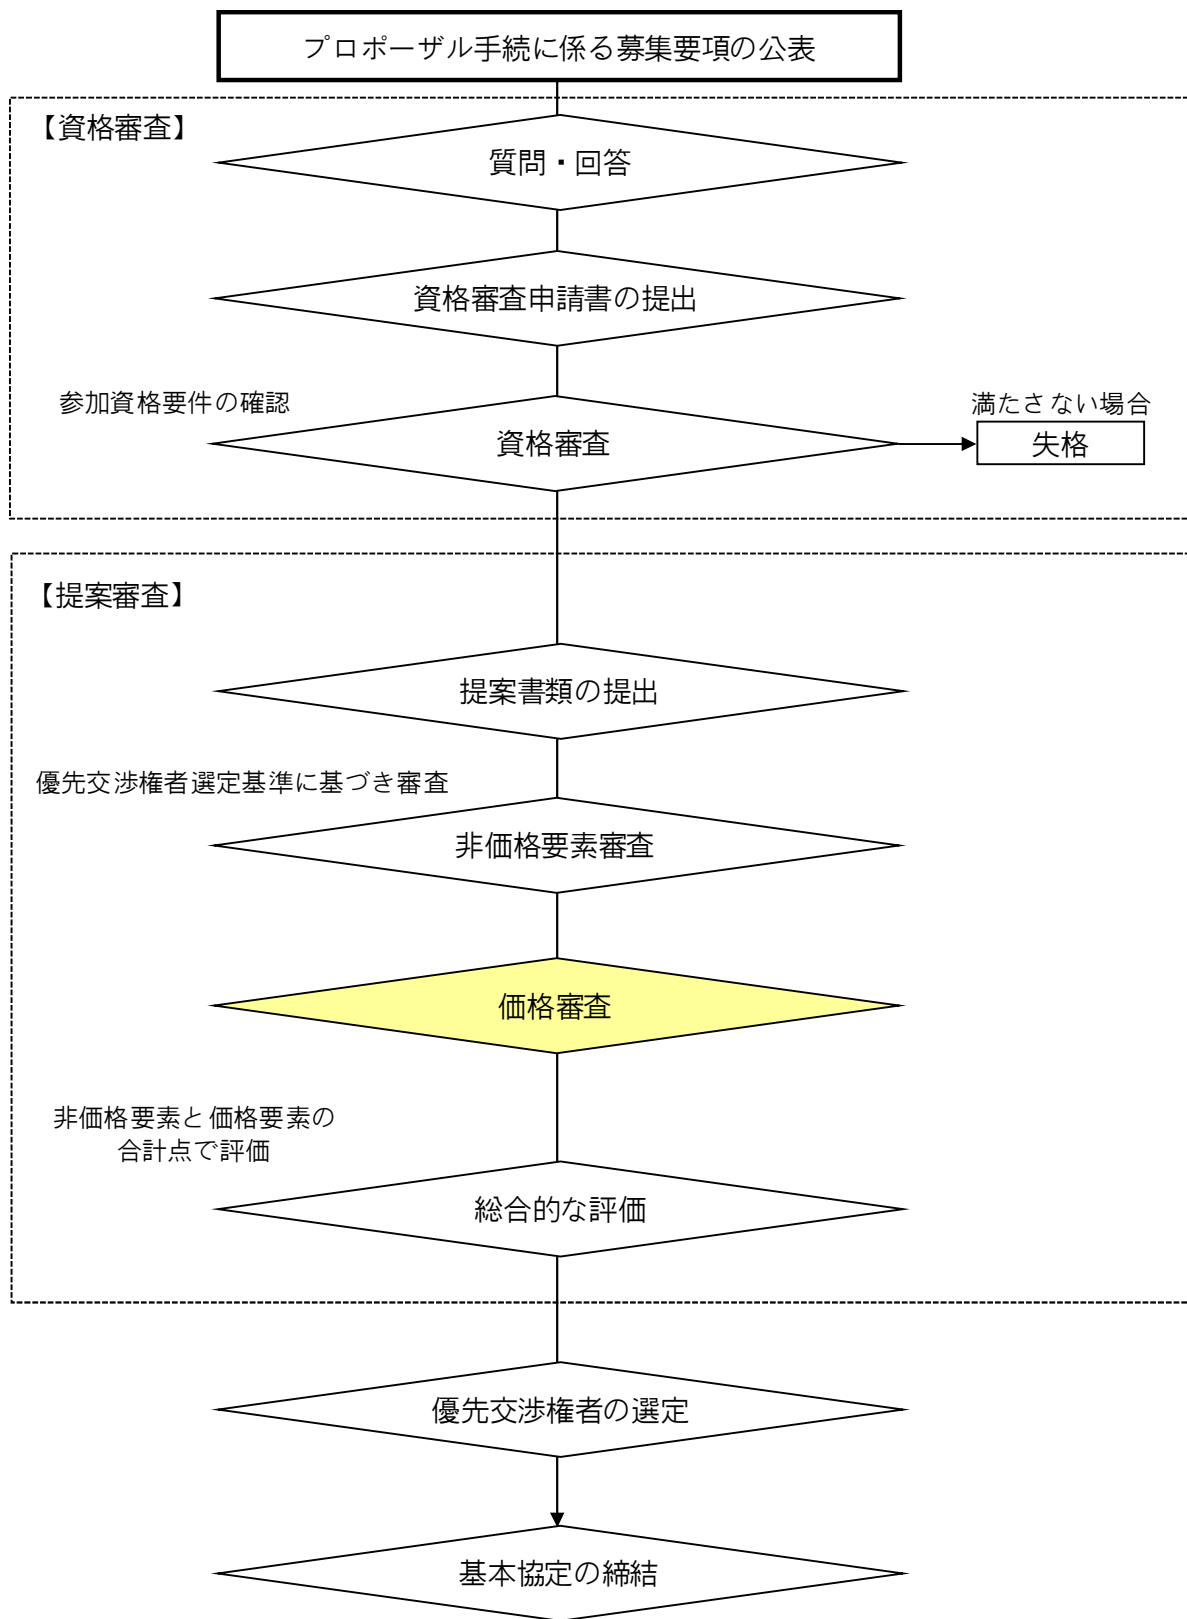 プロポーザル手続に係る募集要項の公表
【資格審査】
質問・回答
資格審査申請書の提出
参加資格要件の確認
満たさない場合
資格審査
失格
【提案審査】
提案書類の提出
優先交渉権者選定基準に基づき審査
非価格要素審査
価格審査
非価格要素と価格要素の
合計点で評価
総合的な評価
優先交渉権者の選定
基本協定の締結